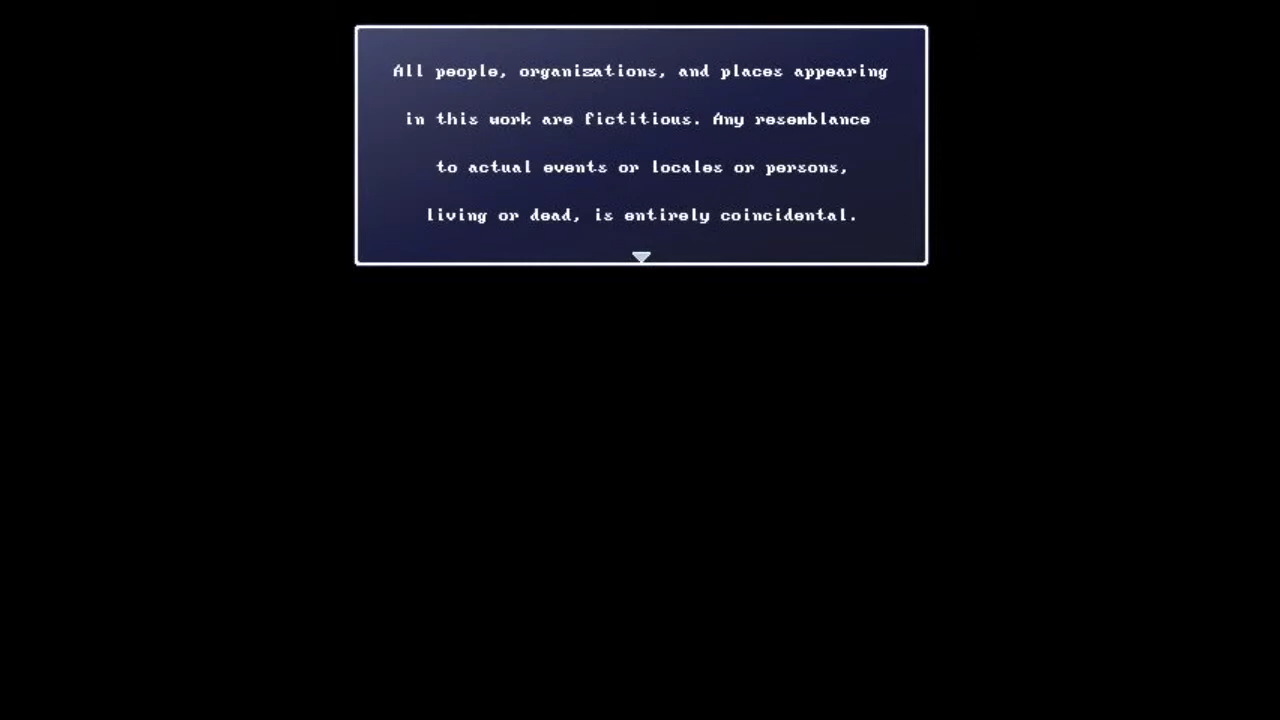 All people, organizations, and places appearing
in this work are fictitious. Any resemblance
to actual events or locales or persons,
living or dead, is entirely coincidental.